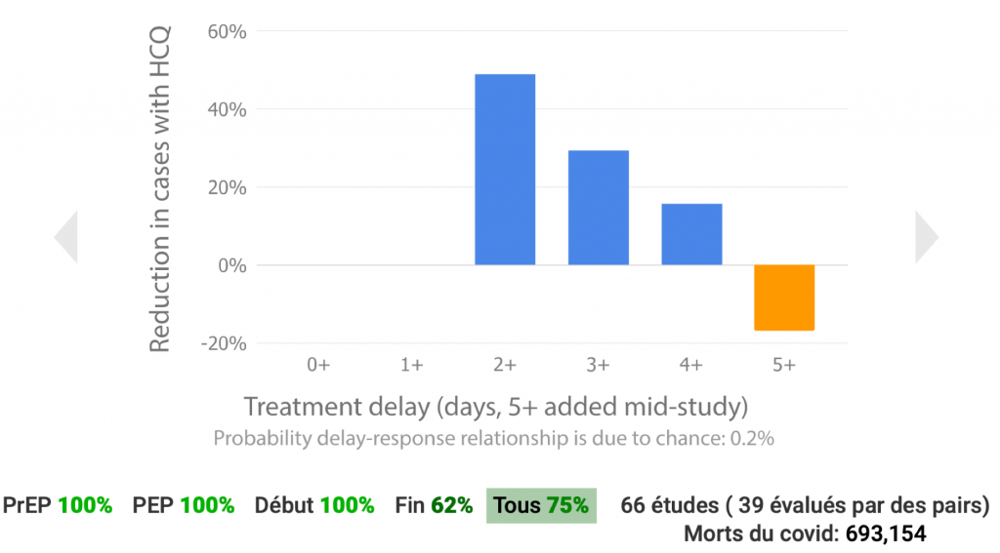 60%
40%
20%
0%
-20%
Reduction in cases with HCQ
0+ 1+ 2+ 3+ 4+ 5+
Treatment delay (days, 5+ added mid-study)
Probability delay-response relationship is due to chance: 0.2%
PrEP 100% PEP 100% Début 100% Fin 62% Tous 75% 66 études ( 39 évalués par des pairs)
Morts du covid: 693,154